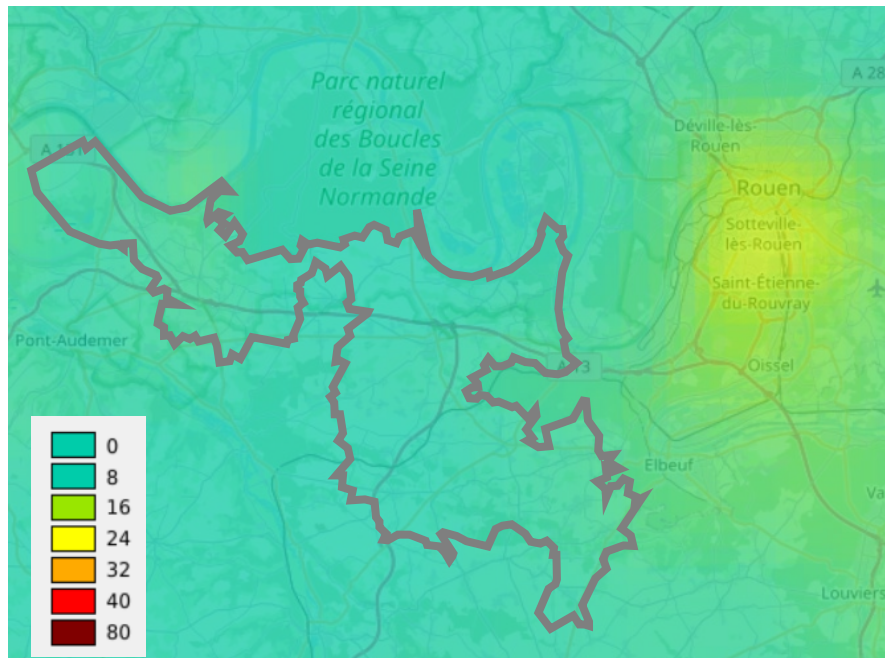 Parc naturel
régional
des Boucles
de la Seine
Normande
A 28
Déville-lès-
Rouen
Rouen
Sotteville-
lès-Rouen
Saint-Étienne-
du-Rouvray
Oissel
Pont-Audemer
Elbeuf
Louviers
0
8
16
24
32
40
80